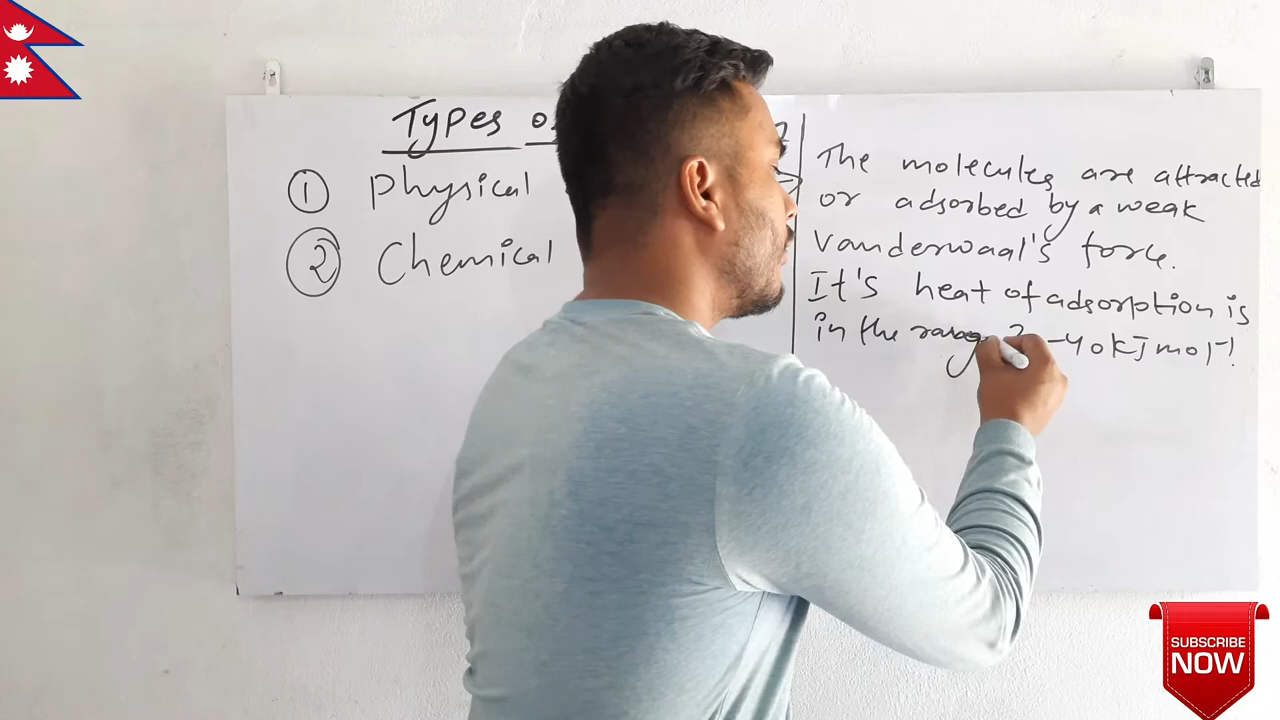 Types
① Physical
② Chemical
The molecules are attracted
or adsorbed by a weak
Vanderwaal's force.
It's heat of adsorption is
in the -40kJmol⁻¹
SUBSCRIBE
NOW